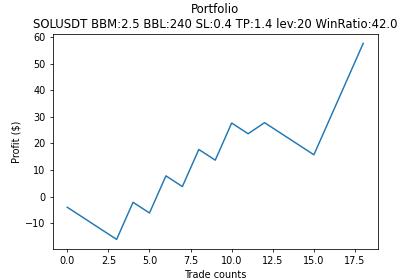 Portfolio
SOLUSDT BBM:2.5 BBL:240 SL:0.4 TP:1.4 lev:20 WinRatio:42.0
60
50
40
30
20
10
0
−10
Profit ($)
0.0 2.5 5.0 7.5 10.0 12.5 15.0 17.5
Trade counts